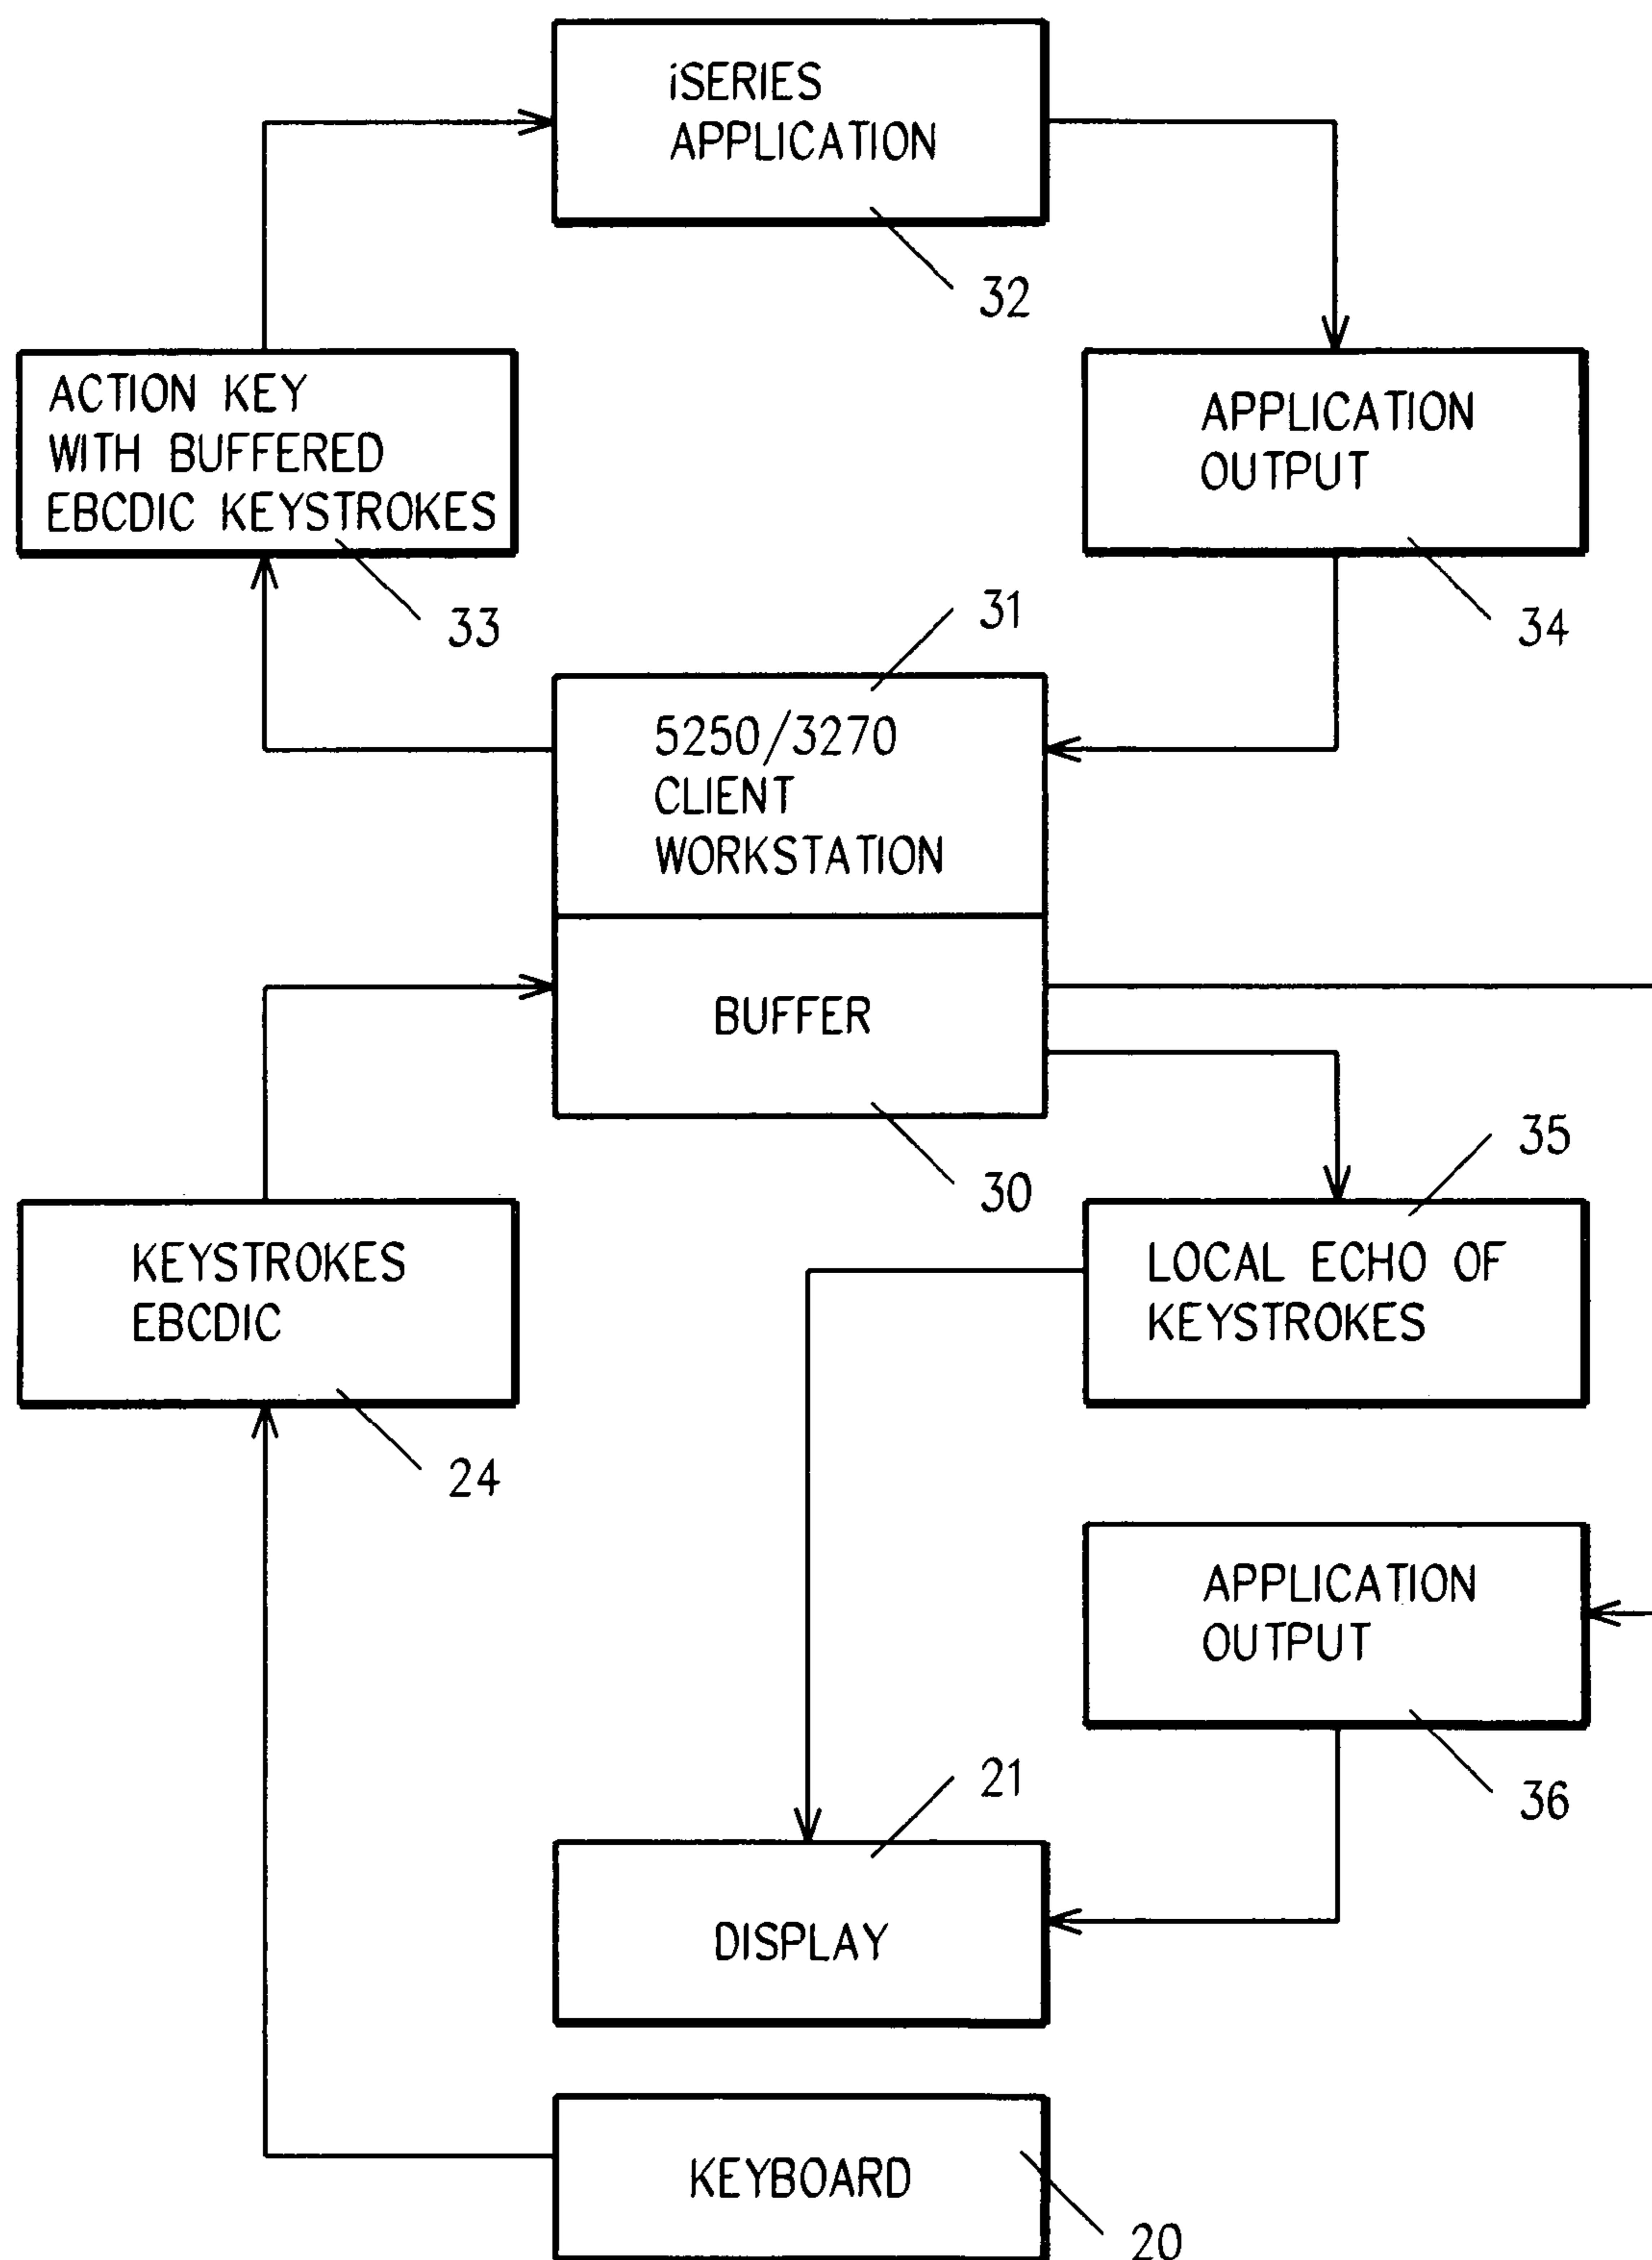 iSERIES
APPLICATION
32
ACTION KEY
WITH BUFFERED
EBCDIC KEYSTROKES
33
APPLICATION
OUTPUT
34
31
5250/3270
CLIENT
WORKSTATION
BUFFER
30
35
KEYSTROKES
EBCDIC
24
LOCAL ECHO OF
KEYSTROKES
APPLICATION
OUTPUT
36
21
DISPLAY
KEYBOARD
20